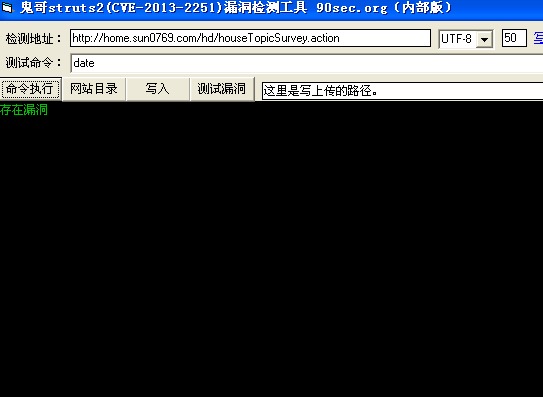 鬼哥struts2(CVE-2013-2251)漏洞检测工具 90sec.org（内部版）
检测地址： http://home.sun0769.com/hd/houseTopicSurvey.action UTF-8 50
测试命令： date
命令执行 网站目录 写入 测试漏洞 这里是写上传的路径。
存在漏洞